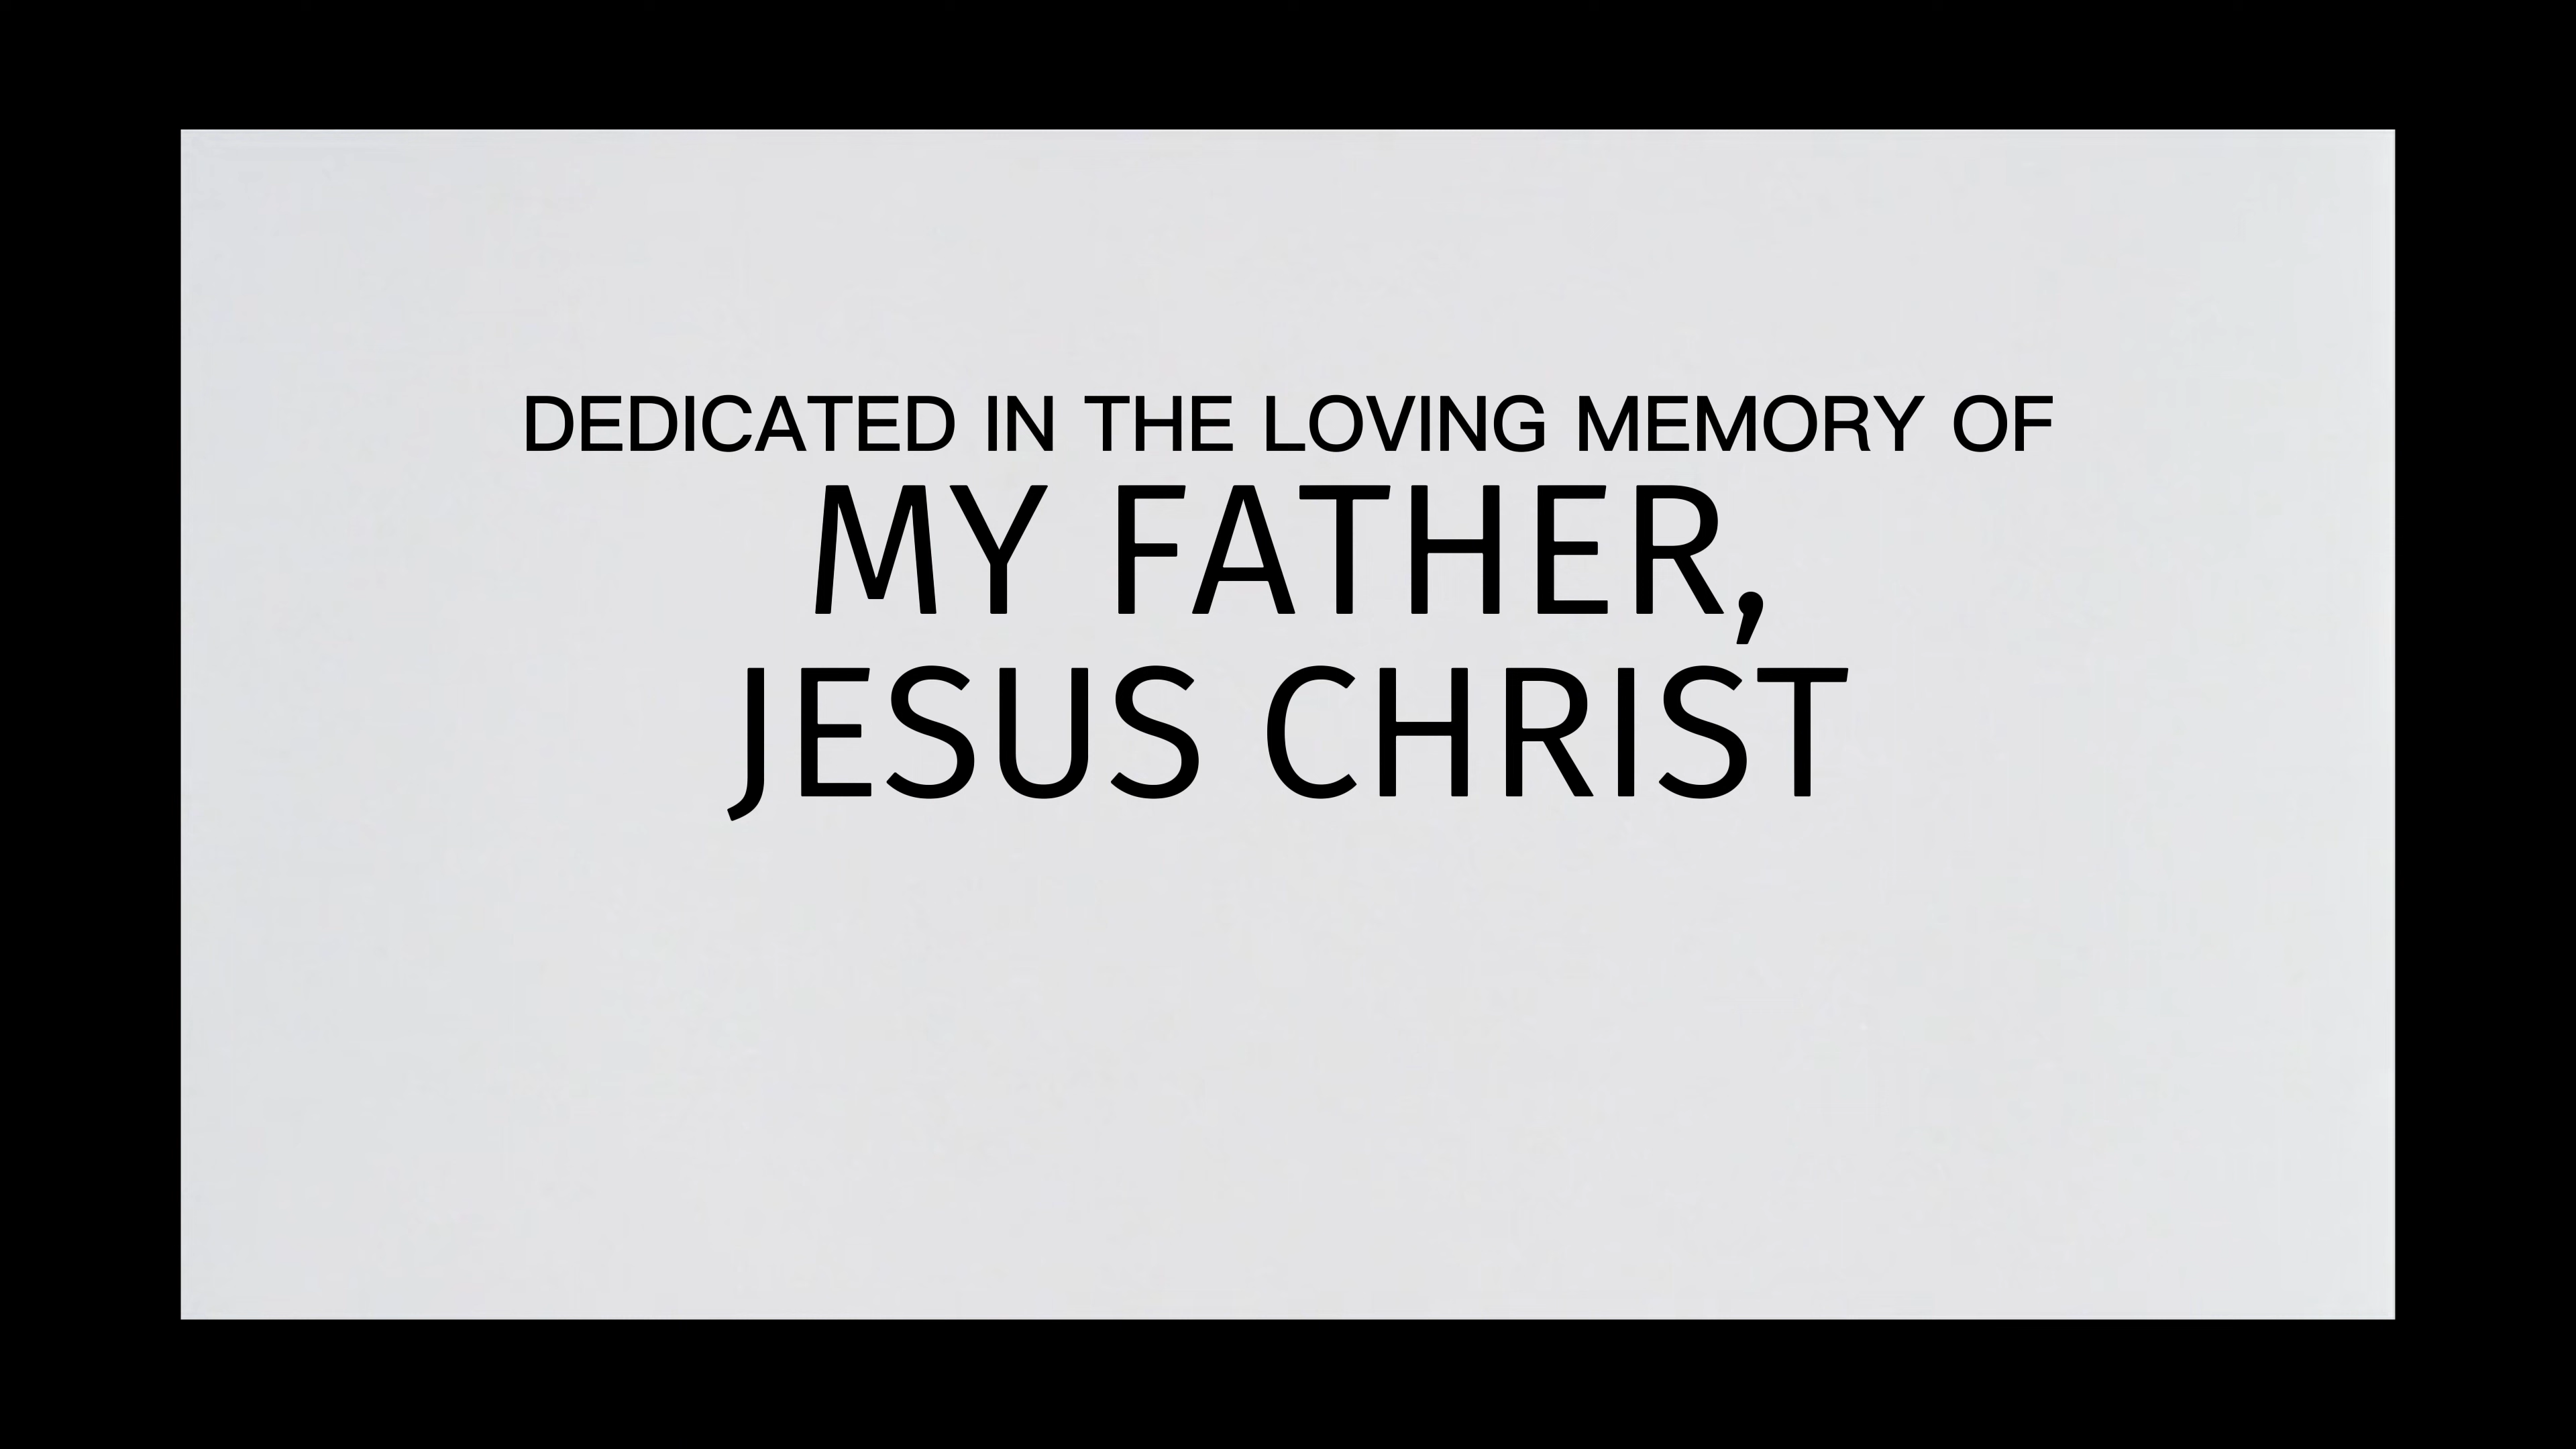 DEDICATED IN THE LOVING MEMORY OF
MY FATHER,
JESUS CHRIST